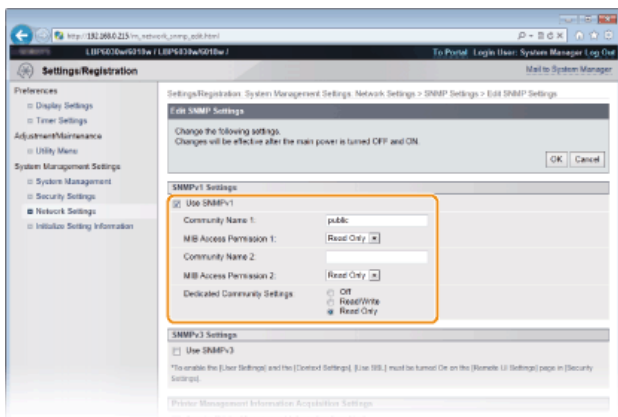 http://192.168.0.215/m_network_snmp_edit.html
LBP6030w/6018w / LBP6030w/6018w /
To Portal Login User: System Manager Log Out
Settings/Registration
Mail to System Manager
Preferences
Display Settings
Timer Settings
Adjustment/Maintenance
Utility Menu
System Management Settings
System Management
Security Settings
Network Settings
Initialize Setting Information
Settings/Registration: System Management Settings: Network Settings > SNMP Settings > Edit SNMP Settings
Edit SNMP Settings
Change the following settings.
Changes will be effective after the main power is turned OFF and ON.
OK Cancel
SNMPv1 Settings
Use SNMPv1
Community Name 1: public
MIB Access Permission 1: Read Only
Community Name 2:
MIB Access Permission 2: Read Only
Dedicated Community Settings: Off
Read/Write
Read Only
SNMPv3 Settings
Use SNMPv3
*To enable the [User Settings] and the [Context Settings], [Use SSL] must be turned On on the [Remote UI Settings] page in [Security
Settings].
Printer Management Information Acquisition Settings